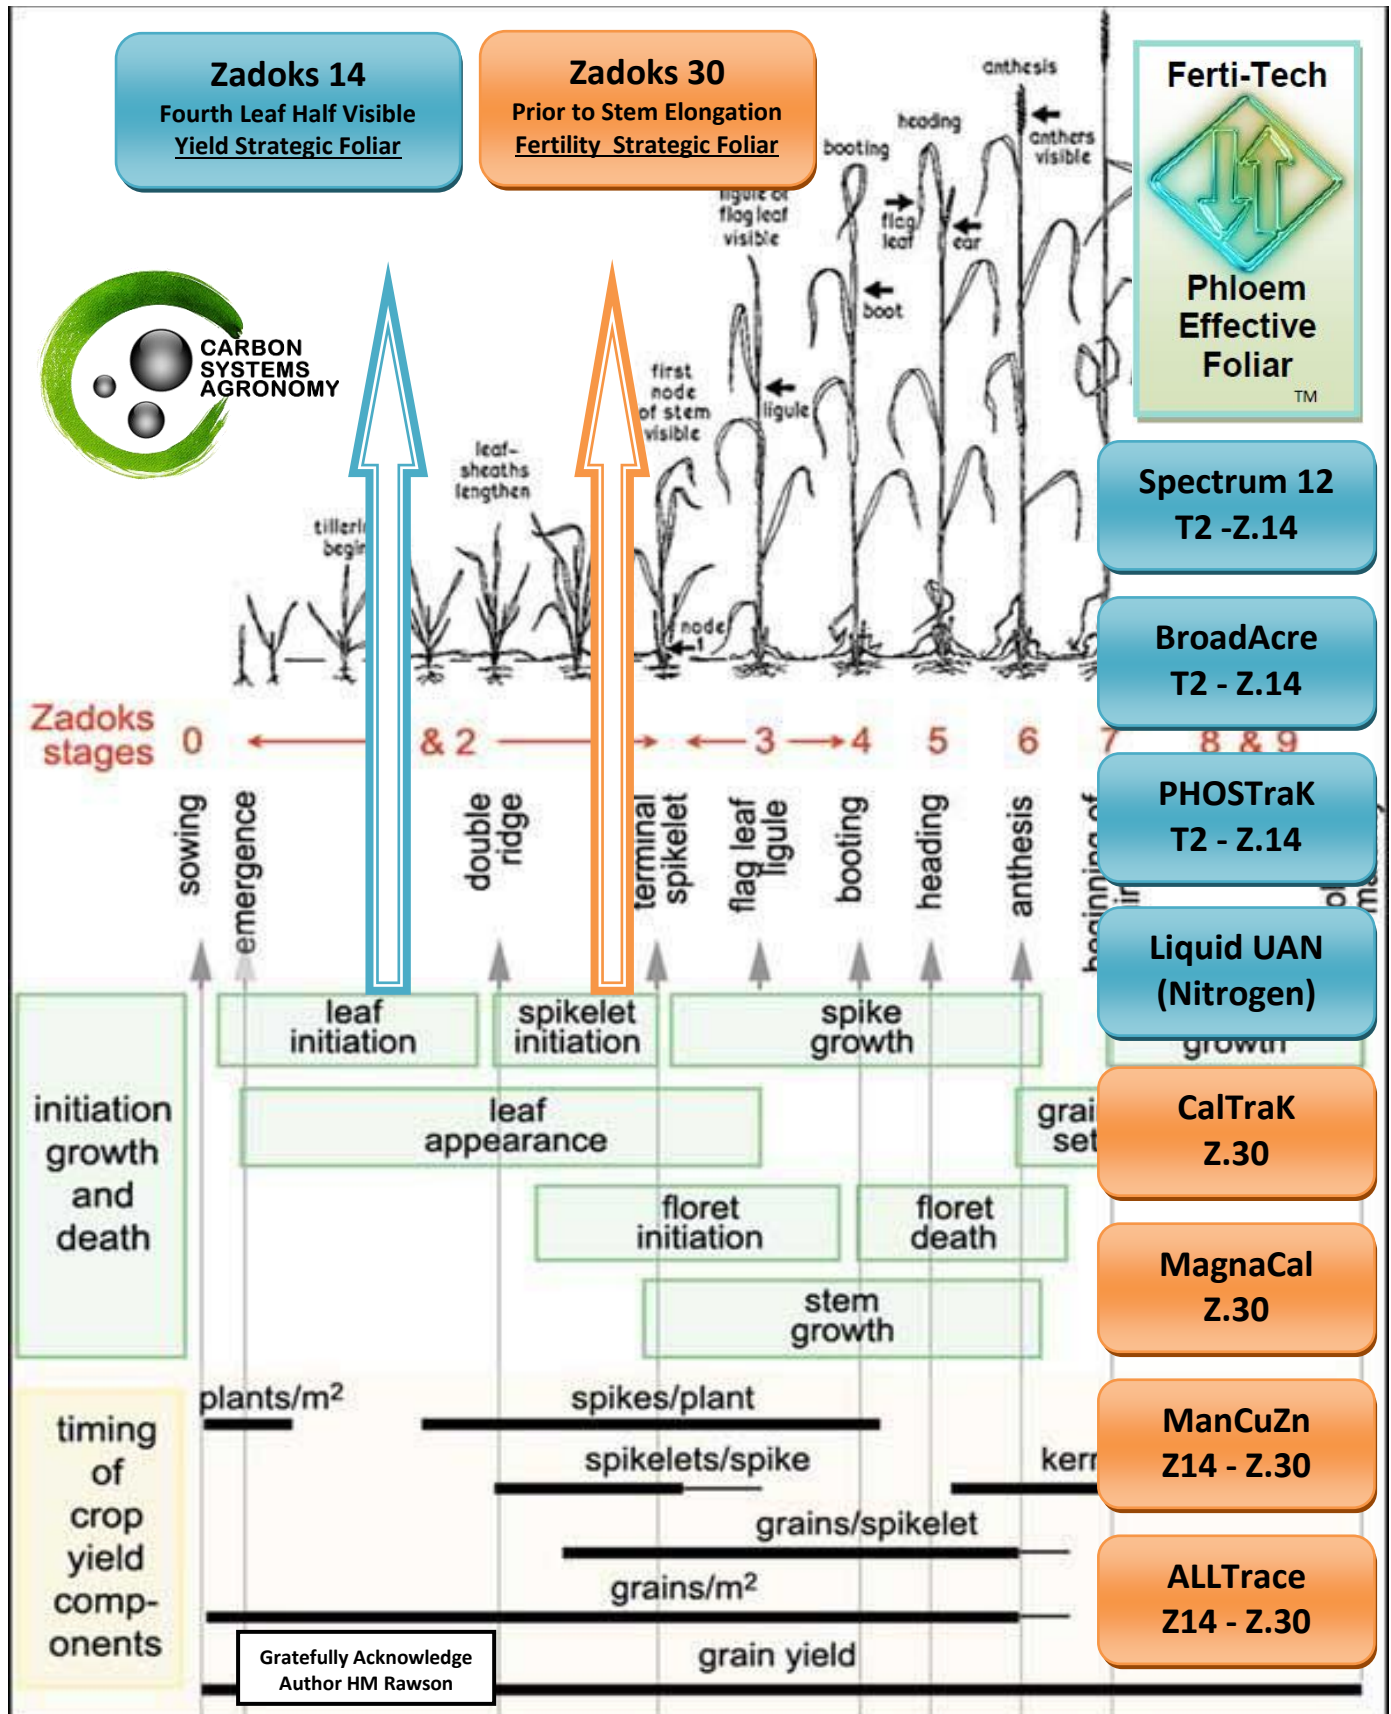 Zadoks 14
Fourth Leaf Half Visible
Yield Strategic Foliar
Zadoks 30
Prior to Stem Elongation
Fertility Strategic Foliar
Ferti-Tech
Phloem
Effective
Foliar
TM
CARBON
SYSTEMS
AGRONOMY
leaf-
sheaths
lengthen
first
node
of stem
visible
node
flag leaf
visible
ligule
booting
boot
heading
flag
leaf
ear
anthesis
anthers
visible
Spectrum 12
T2 -Z.14
BroadAcre
T2 - Z.14
PHOSTraK
T2 - Z.14
Liquid UAN
(Nitrogen)
CalTraK
Z.30
MagnaCal
Z.30
ManCuZn
Z14 - Z.30
ALLTrace
Z14 - Z.30
Zadoks
stages
0
& 2
3
4
5
6
7
8 & 9
sowing
emergence
double
ridge
terminal
spikelet
flag leaf
ligule
booting
heading
anthesis
beginning of
initiation
growth
and
death
leaf
initiation
spikelet
initiation
spike
growth
growth
leaf
appearance
floret
initiation
floret
death
stem
growth
timing
of
crop
yield
comp-
onents
plants/m²
spikes/plant
spikelets/spike
grains/spikelet
grains/m²
grain yield
Gratefully Acknowledge
Author HM Rawson